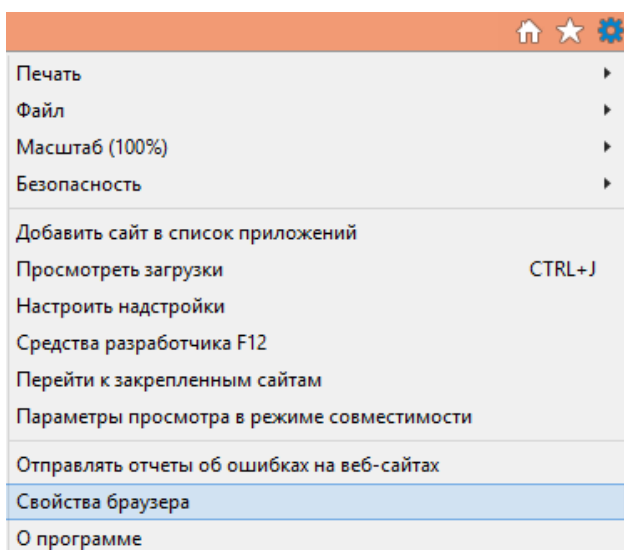 Печать
Файл
Масштаб (100%)
Безопасность
Добавить сайт в список приложений
Просмотреть загрузки CTRL+J
Настроить надстройки
Средства разработчика F12
Перейти к закрепленным сайтам
Параметры просмотра в режиме совместимости
Отправлять отчеты об ошибках на веб-сайтах
Свойства браузера
О программе